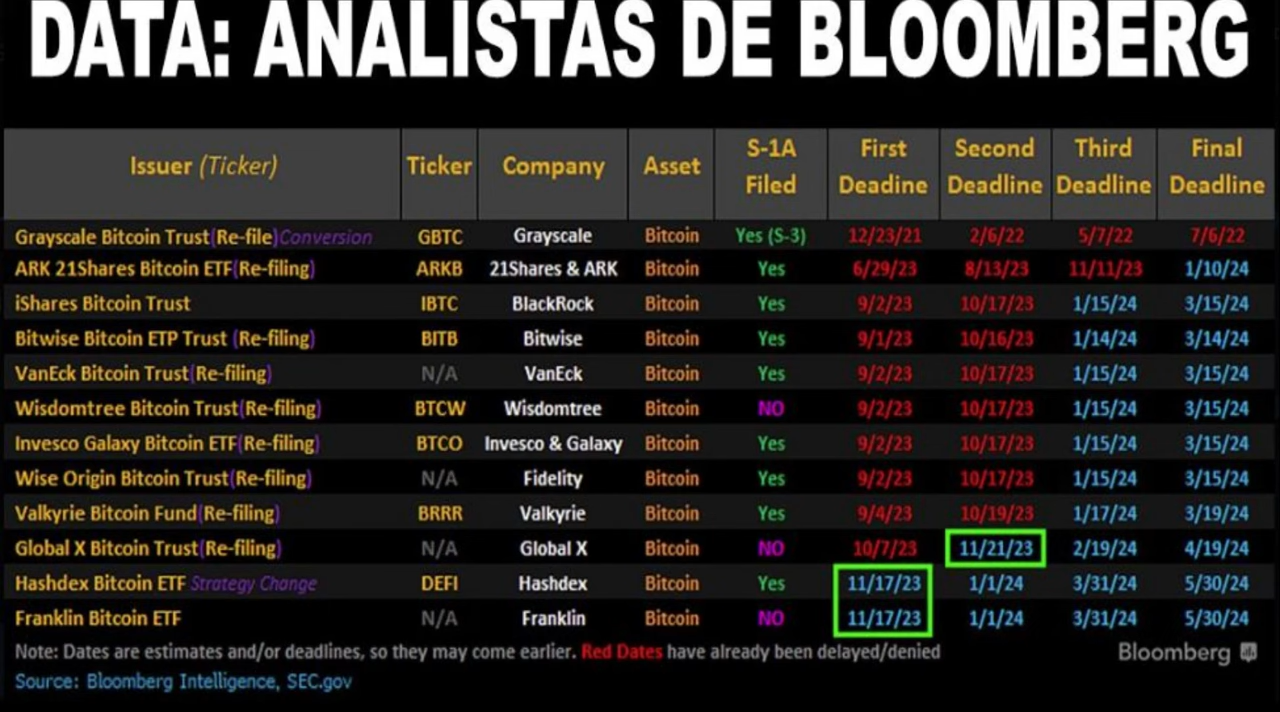 DATA: ANALISTAS DE BLOOMBERG
Issuer (Ticker) Ticker Company Asset S-1A Filed First Deadine Second Deadline Third Deadline Final Deadline
Grayscale Bitcoin Trust(Re-file)Conversion GBTC Grayscale Bitcoin Yes (S-3) 12/23/21 2/6/22 5/7/22 7/6/22
ARK 21Shares Bitcoin ETF(Re-filing) ARKB 21Shares & ARK Bitcoin Yes 6/29/23 8/13/23 11/11/23 1/10/24
iShares Bitcoin Trust IBTC BlackRock Bitcoin Yes 9/2/23 10/17/23 1/15/24 3/15/24
Bitwise Bitcoin ETP Trust (Re-filing) BITB Bitwise Bitcoin Yes 9/1/23 10/16/23 1/14/24 3/14/24
VanEck Bitcoin Trust(Re-filing) N/A VanEck Bitcoin Yes 9/2/23 10/17/23 1/15/24 3/15/24
Wisdomtree Bitcoin Trust(Re-filing) BTCW Wisdomtree Bitcoin NO 9/2/23 10/17/23 1/15/24 3/15/24
Invesco Galaxy Bitcoin ETF(Re-filing) BTCO Invesco & Galaxy Bitcoin Yes 9/2/23 10/17/23 1/15/24 3/15/24
Wise Origin Bitcoin Trust(Re-filing) N/A Fidelity Bitcoin Yes 9/2/23 10/17/23 1/15/24 3/15/24
Valkyrie Bitcoin Fund(Re-filing) BRRR Valkyrie Bitcoin Yes 9/4/23 10/19/23 1/17/24 3/19/24
Global X Bitcoin Trust(Re-filing) N/A Global X Bitcoin NO 10/7/23 11/21/23 2/19/24 4/19/24
Hashdex Bitcoin ETF Strategy Change DEFI Hashdex Bitcoin Yes 11/17/23 1/1/24 3/31/24 5/30/24
Franklin Bitcoin ETF N/A Franklin Bitcoin NO 11/17/23 1/1/24 3/31/24 5/30/24
Note: Dates are estimates and/or deadlines, so they may come earlier. Red Dates have already been delayed/denied
Bloomberg
Source: Bloomberg Intelligence, SEC.gov